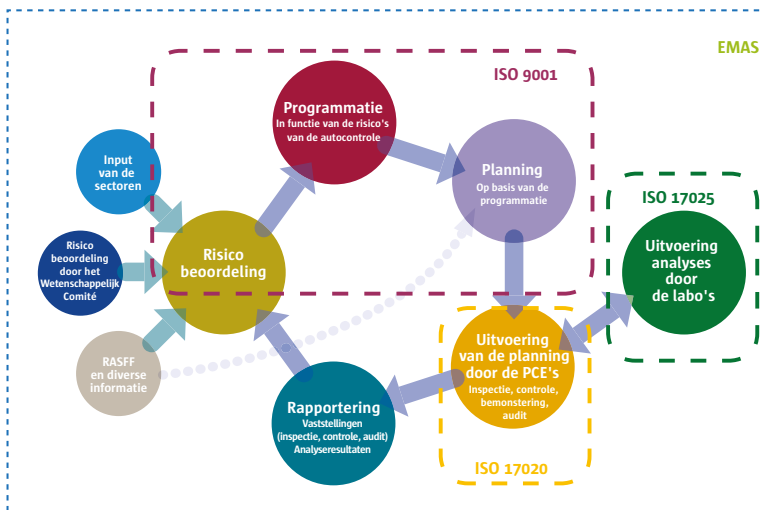 EMAS
ISO 9001
Programmatie
In functie van de risico's
van de autocontrole
Planning
Op basis van de
programmatie
Input
van de
sectoren
ISO 17025
Uitvoering
analyses
door
de labo's
Risico
beoordeling
door het
Wetenschappelijk
Comité
Risico
beoordeling
RASFF
en diverse
informatie
Uitvoering
van de planning
door de PCE's
Inspectie, controle,
bemonstering,
audit
Rapportering
Vaststellingen
(inspectie, controle, audit)
Analyseresultaten
ISO 17020